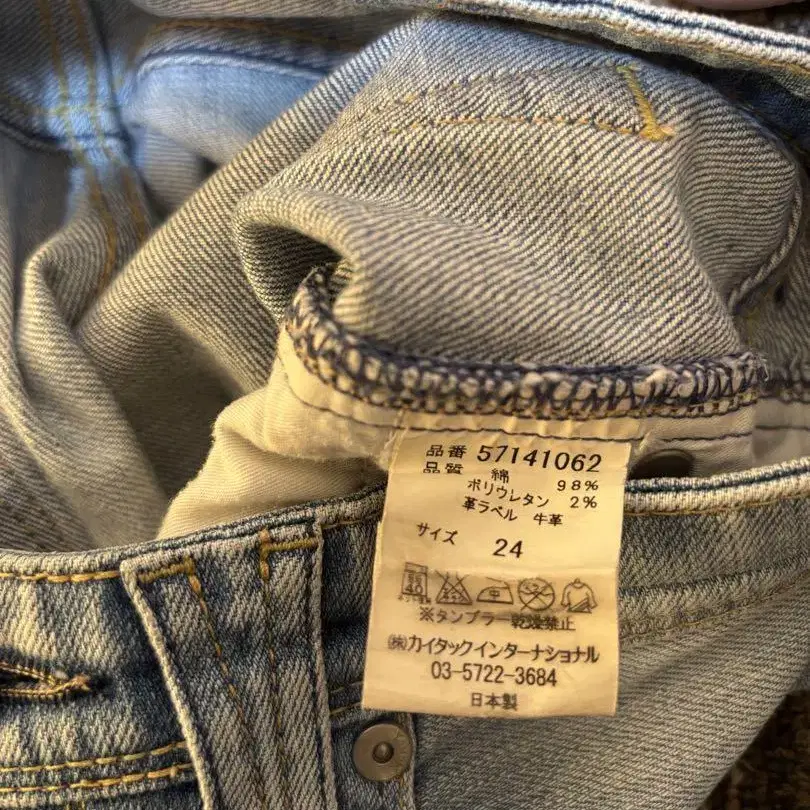 品番 57141062
品質 綿 98%
ポリウレタン 2%
革ラベル 牛革
サイズ 24
中
※タンブラー乾燥禁止
㈱カイタックインターナショナル
03-5722-3684
日本製